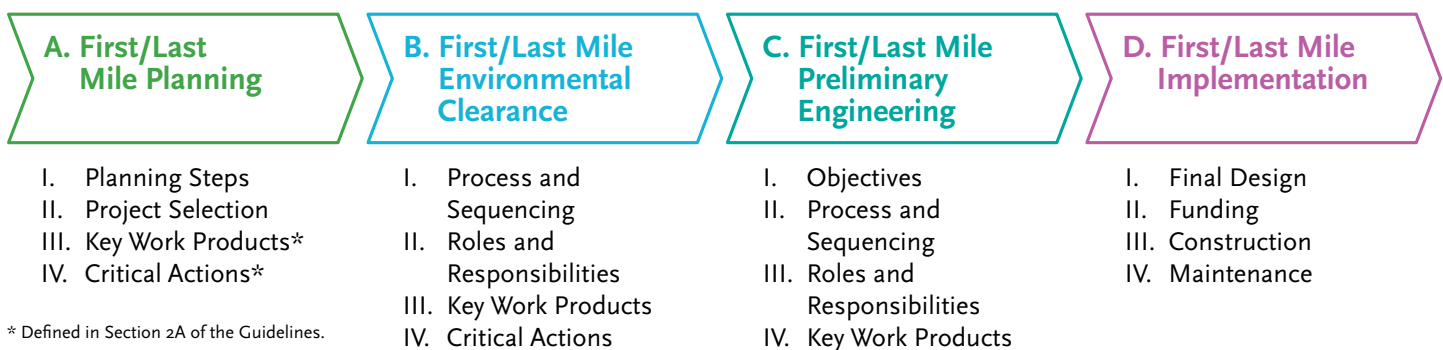 A. First/Last
Mile Planning
I. Planning Steps
II. Project Selection
III. Key Work Products*
IV. Critical Actions*
* Defined in Section 2A of the Guidelines.
B. First/Last Mile
Environmental
Clearance
I. Process and
Sequencing
II. Roles and
Responsibilities
III. Key Work Products
IV. Critical Actions
C. First/Last Mile
Preliminary
Engineering
I. Objectives
II. Process and
Sequencing
III. Roles and
Responsibilities
IV. Key Work Products
D. First/Last Mile
Implementation
I. Final Design
II. Funding
III. Construction
IV. Maintenance